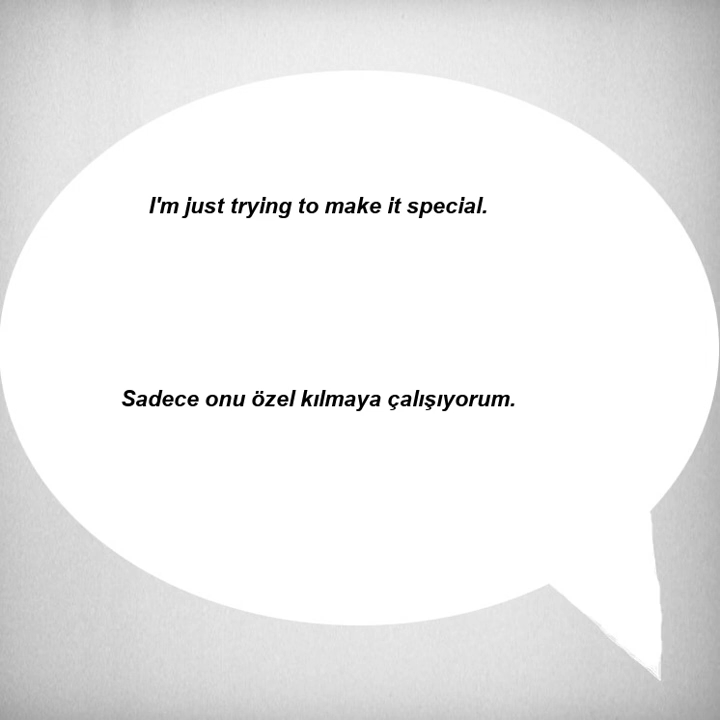 I'm just trying to make it special.
Sadece onu özel kılmaya çalışıyorum.